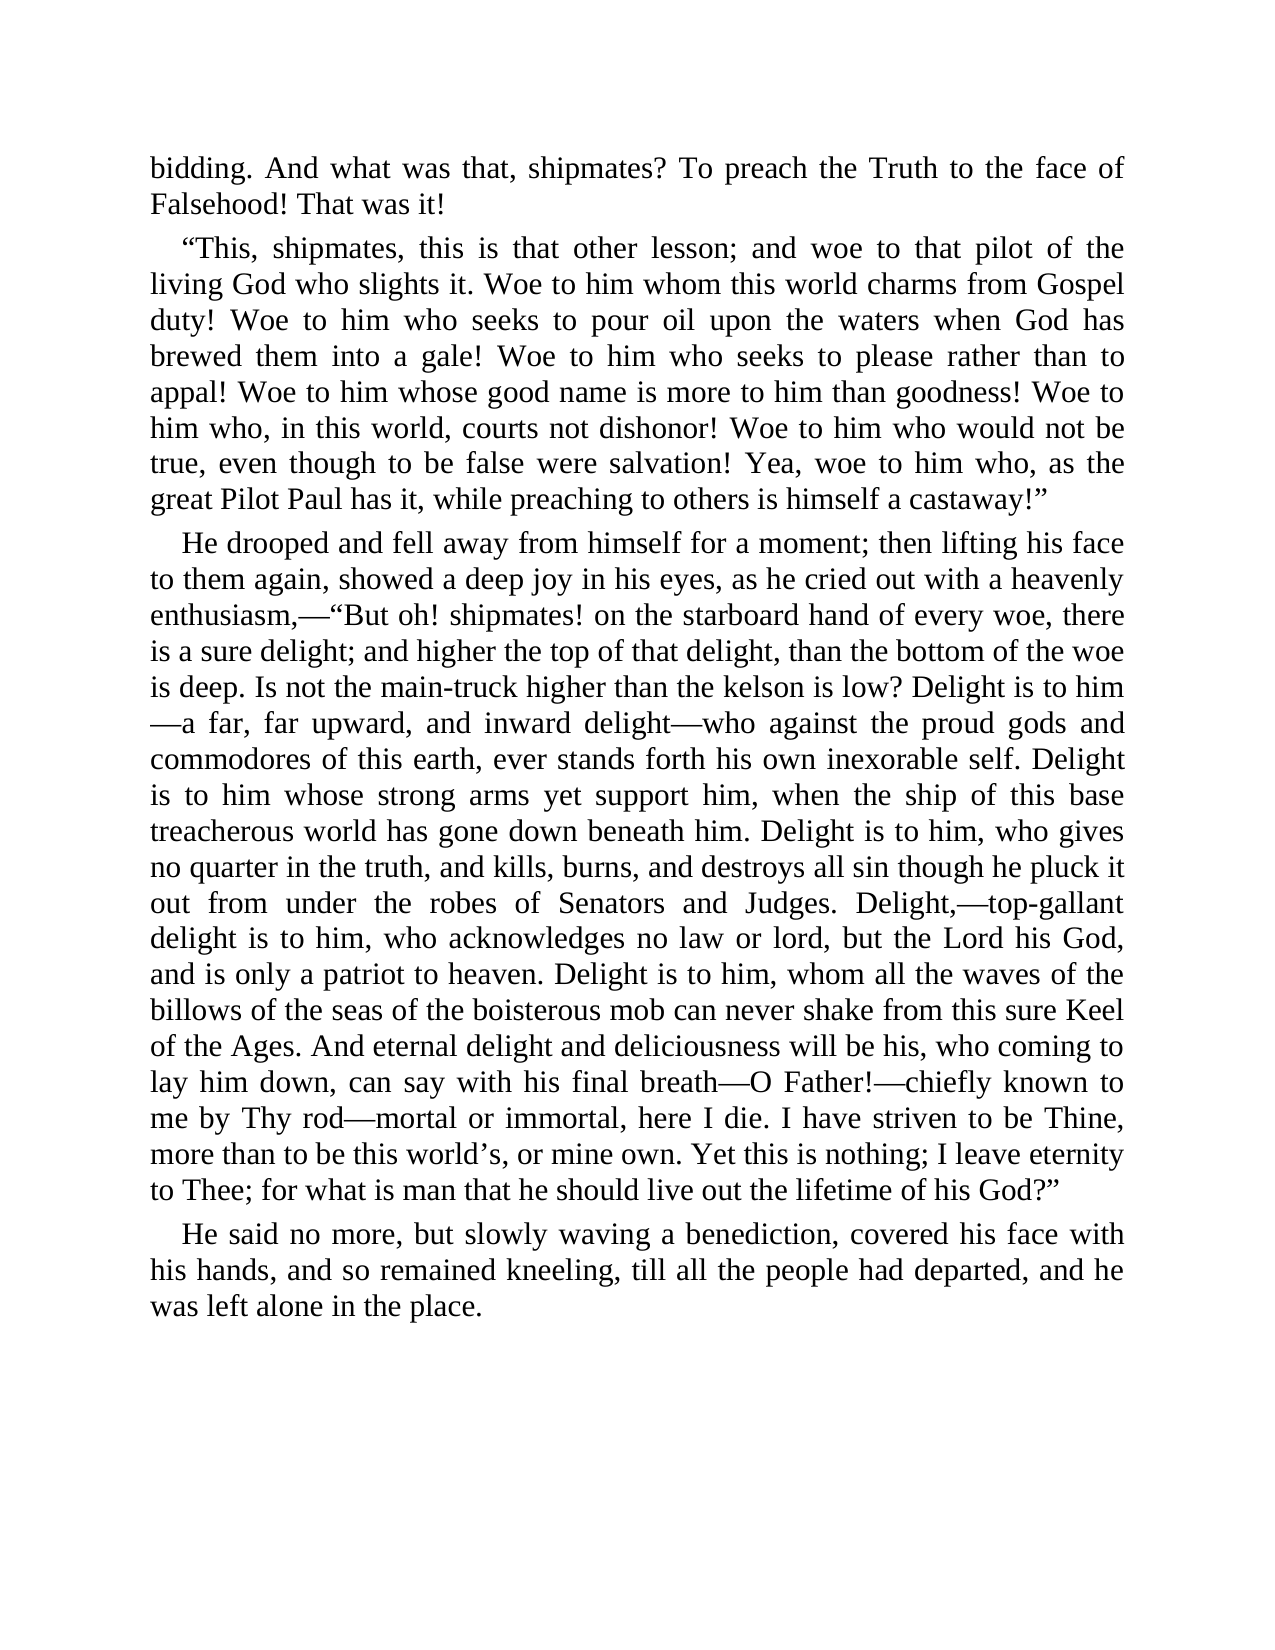 bidding. And what was that, shipmates? To preach the Truth to the face of
Falsehood! That was it!
“This, shipmates, this is that other lesson; and woe to that pilot of the
living God who slights it. Woe to him whom this world charms from Gospel
duty! Woe to him who seeks to pour oil upon the waters when God has
brewed them into a gale! Woe to him who seeks to please rather than to
appal! Woe to him whose good name is more to him than goodness! Woe to
him who, in this world, courts not dishonor! Woe to him who would not be
true, even though to be false were salvation! Yea, woe to him who, as the
great Pilot Paul has it, while preaching to others is himself a castaway!”
He drooped and fell away from himself for a moment; then lifting his face
to them again, showed a deep joy in his eyes, as he cried out with a heavenly
enthusiasm,—“But oh! shipmates! on the starboard hand of every woe, there
is a sure delight; and higher the top of that delight, than the bottom of the woe
is deep. Is not the main-truck higher than the kelson is low? Delight is to him
—a far, far upward, and inward delight—who against the proud gods and
commodores of this earth, ever stands forth his own inexorable self. Delight
is to him whose strong arms yet support him, when the ship of this base
treacherous world has gone down beneath him. Delight is to him, who gives
no quarter in the truth, and kills, burns, and destroys all sin though he pluck it
out from under the robes of Senators and Judges. Delight,—top-gallant
delight is to him, who acknowledges no law or lord, but the Lord his God,
and is only a patriot to heaven. Delight is to him, whom all the waves of the
billows of the seas of the boisterous mob can never shake from this sure Keel
of the Ages. And eternal delight and deliciousness will be his, who coming to
lay him down, can say with his final breath—O Father!—chiefly known to
me by Thy rod—mortal or immortal, here I die. I have striven to be Thine,
more than to be this world’s, or mine own. Yet this is nothing; I leave eternity
to Thee; for what is man that he should live out the lifetime of his God?”
He said no more, but slowly waving a benediction, covered his face with
his hands, and so remained kneeling, till all the people had departed, and he
was left alone in the place.